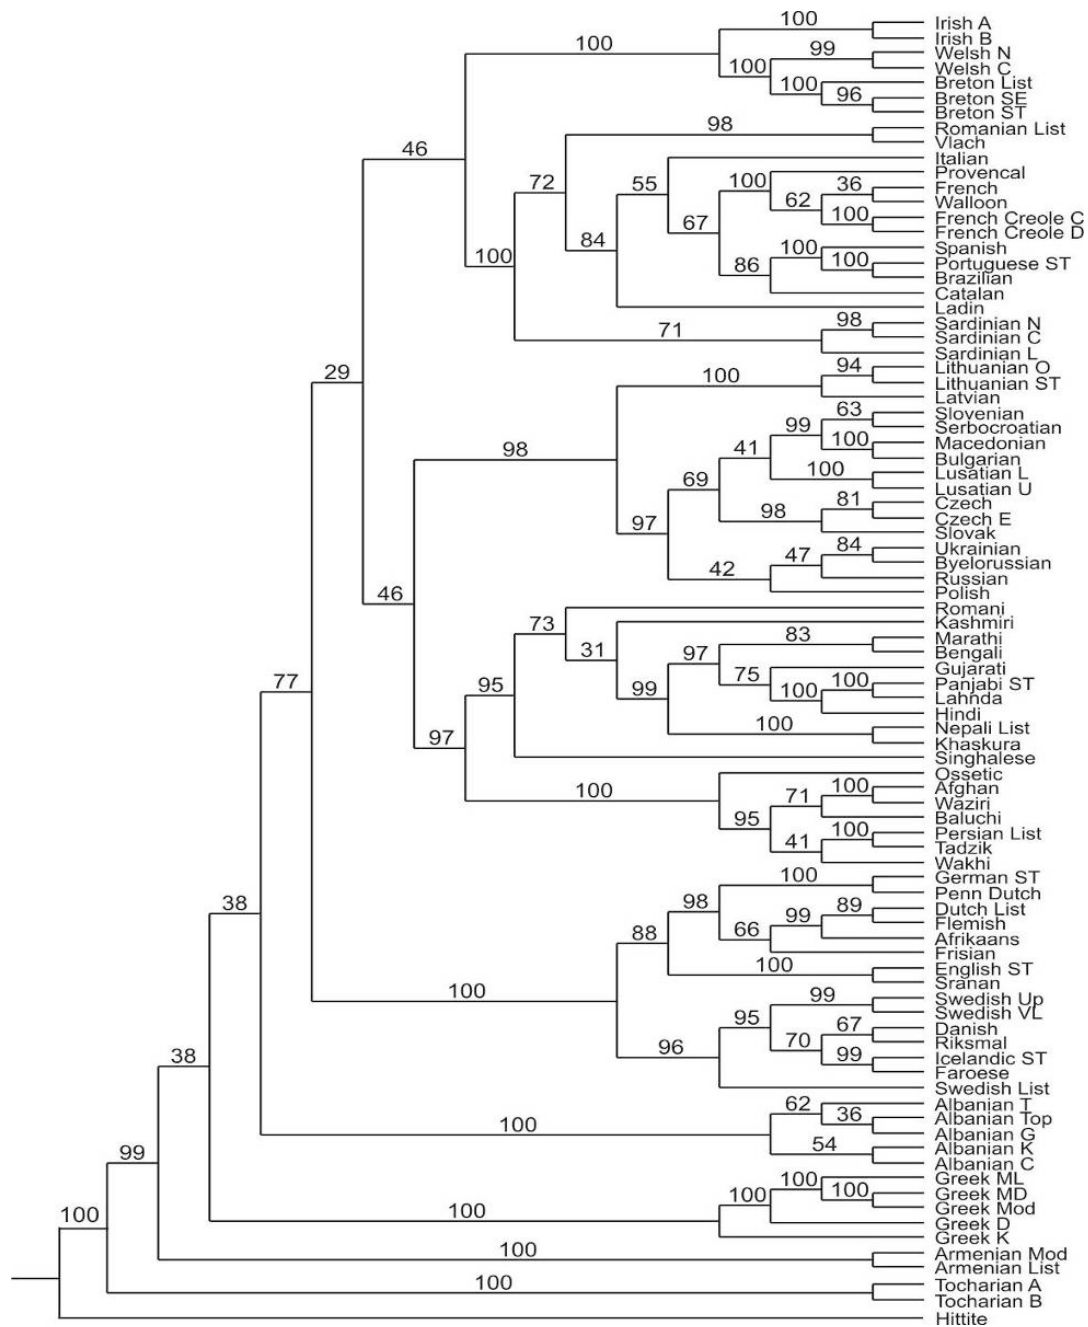 100
Irish A
Irish B
100
99
Welsh N
100
Welsh C
100
Breton List
96
Breton SE
Breton ST
98
Romanian List
Vlach
46
Italian
Provencal
72
55
100
36
French
62
Walloon
100
French Creole C
67
French Creole D
84
100
Spanish
100
86
100
Portuguese ST
Brazilian
Catalan
Ladin
98
Sardinian N
71
Sardinian C
Sardinian L
94
Lithuanian O
29
100
Lithuanian ST
Latvian
63
Slovenian
99
Serbocroatian
98
41
100
Macedonian
Bulgarian
100
Lusatian L
69
Lusatian U
81
Czech
97
98
Czech E
Slovak
84
Ukrainian
47
Byelorussian
42
Russian
46
Polish
Romani
73
Kashmiri
83
Marathi
31
97
Bengali
75
Gujarati
77
95
99
100
100
Panjabi ST
Lahnda
Hindi
100
Nepali List
97
Khaskura
Singhalese
Ossetic
100
71
100
Afghan
Waziri
95
Baluchi
41
100
Persian List
Tadzik
Wakhi
100
German ST
Penn Dutch
38
98
99
89
Dutch List
Flemish
88
66
Afrikaans
Frisian
100
English ST
Sranan
100
99
Swedish Up
Swedish VL
95
67
Danish
70
Riksmal
38
96
99
Icelandic ST
Faroese
Swedish List
62
Albanian T
36
Albanian Top
100
Albanian G
99
54
Albanian K
Albanian C
100
Greek ML
100
100
Greek MD
100
100
Greek Mod
Greek D
Greek K
100
Armenian Mod
Armenian List
100
Tocharian A
Tocharian B
Hittite